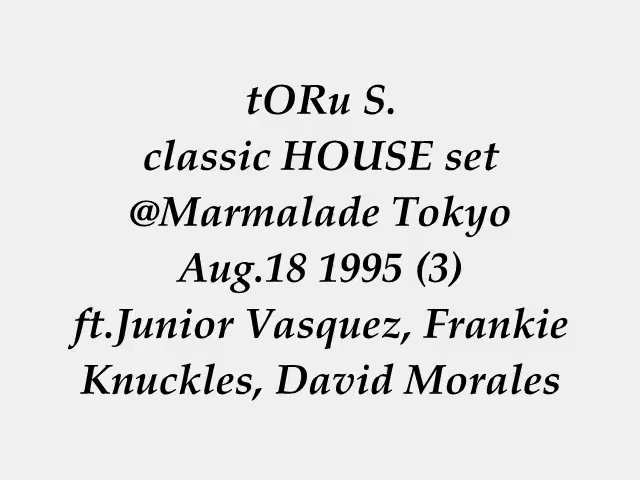 tORu S.
classic HOUSE set
@Marmalade Tokyo
Aug.18 1995 (3)
ft.Junior Vasquez, Frankie
Knuckles, David Morales